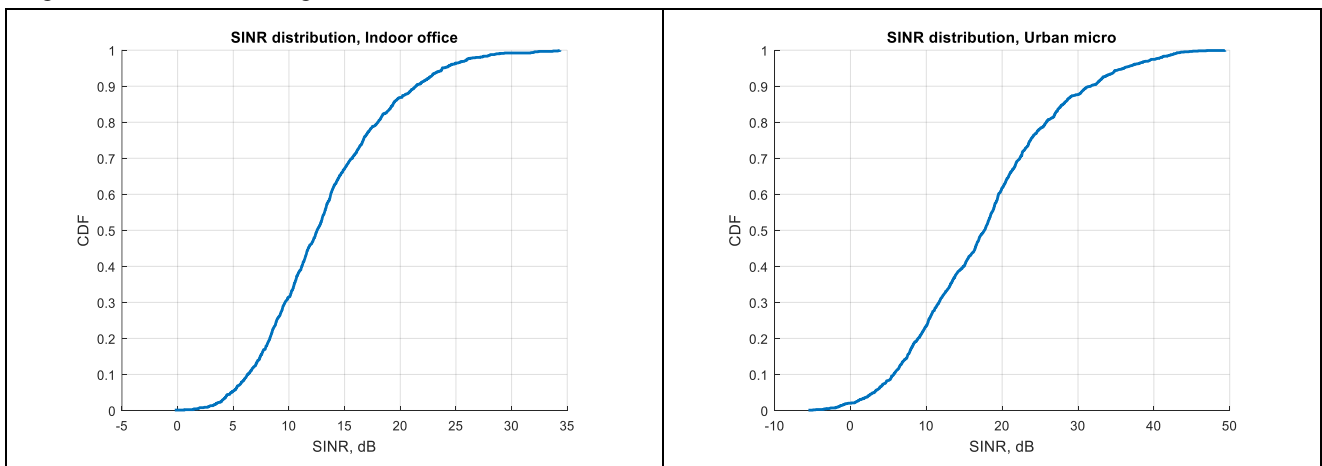 SINR distribution, Indoor office
1
0.9
0.8
0.7
0.6
0.5
0.4
0.3
0.2
0.1
0
CDF
-5 0 5 10 15 20 25 30 35
SINR, dB
SINR distribution, Urban micro
1
0.9
0.8
0.7
0.6
0.5
0.4
0.3
0.2
0.1
0
CDF
-10 0 10 20 30 40 50
SINR, dB